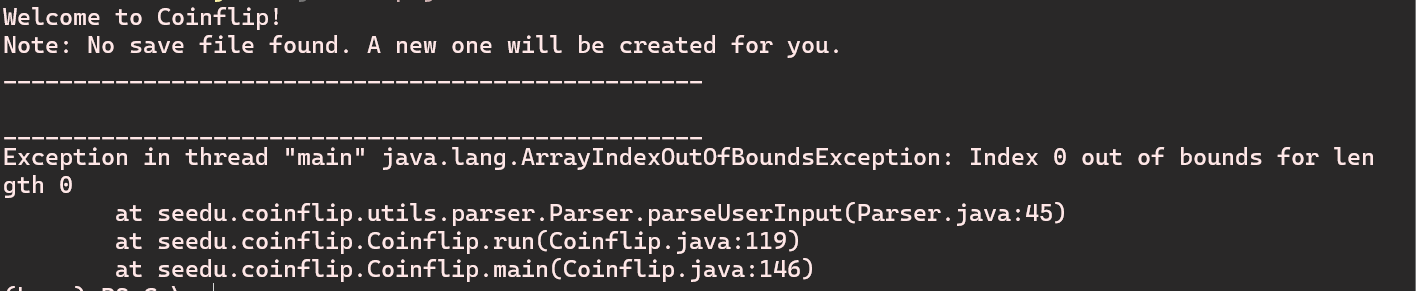 Welcome to Coinflip!
Note: No save file found. A new one will be created for you.
__________________________________________________
__________________________________________________
Exception in thread "main" java.lang.ArrayIndexOutOfBoundsException: Index 0 out of bounds for len
gth 0
at seedu.coinflip.utils.parser.Parser.parseUserInput(Parser.java:45)
at seedu.coinflip.Coinflip.run(Coinflip.java:119)
at seedu.coinflip.Coinflip.main(Coinflip.java:146)